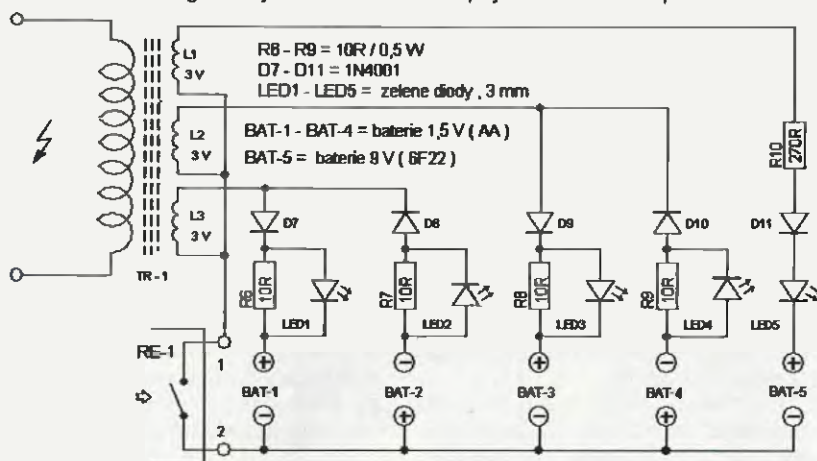 L1
3 V
R6 - R9 = 10R / 0,5 W
D7 - D11 = 1N4001
LED1 - LED5 = zelene diody , 3 mm
L2
3 V
BAT-1 - BAT-4 = baterie 1,5 V ( AA )
BAT-5 = baterie 9 V ( 6F22 )
R10
270R
L3
3 V
TR-1
D7
D8
D9
D10
D11
R6
10R
R7
10R
R8
10R
R9
10R
LED1
LED2
LED3
LED4
LED5
RE-1
1
BAT-1
BAT-2
BAT-3
BAT-4
BAT-5
2